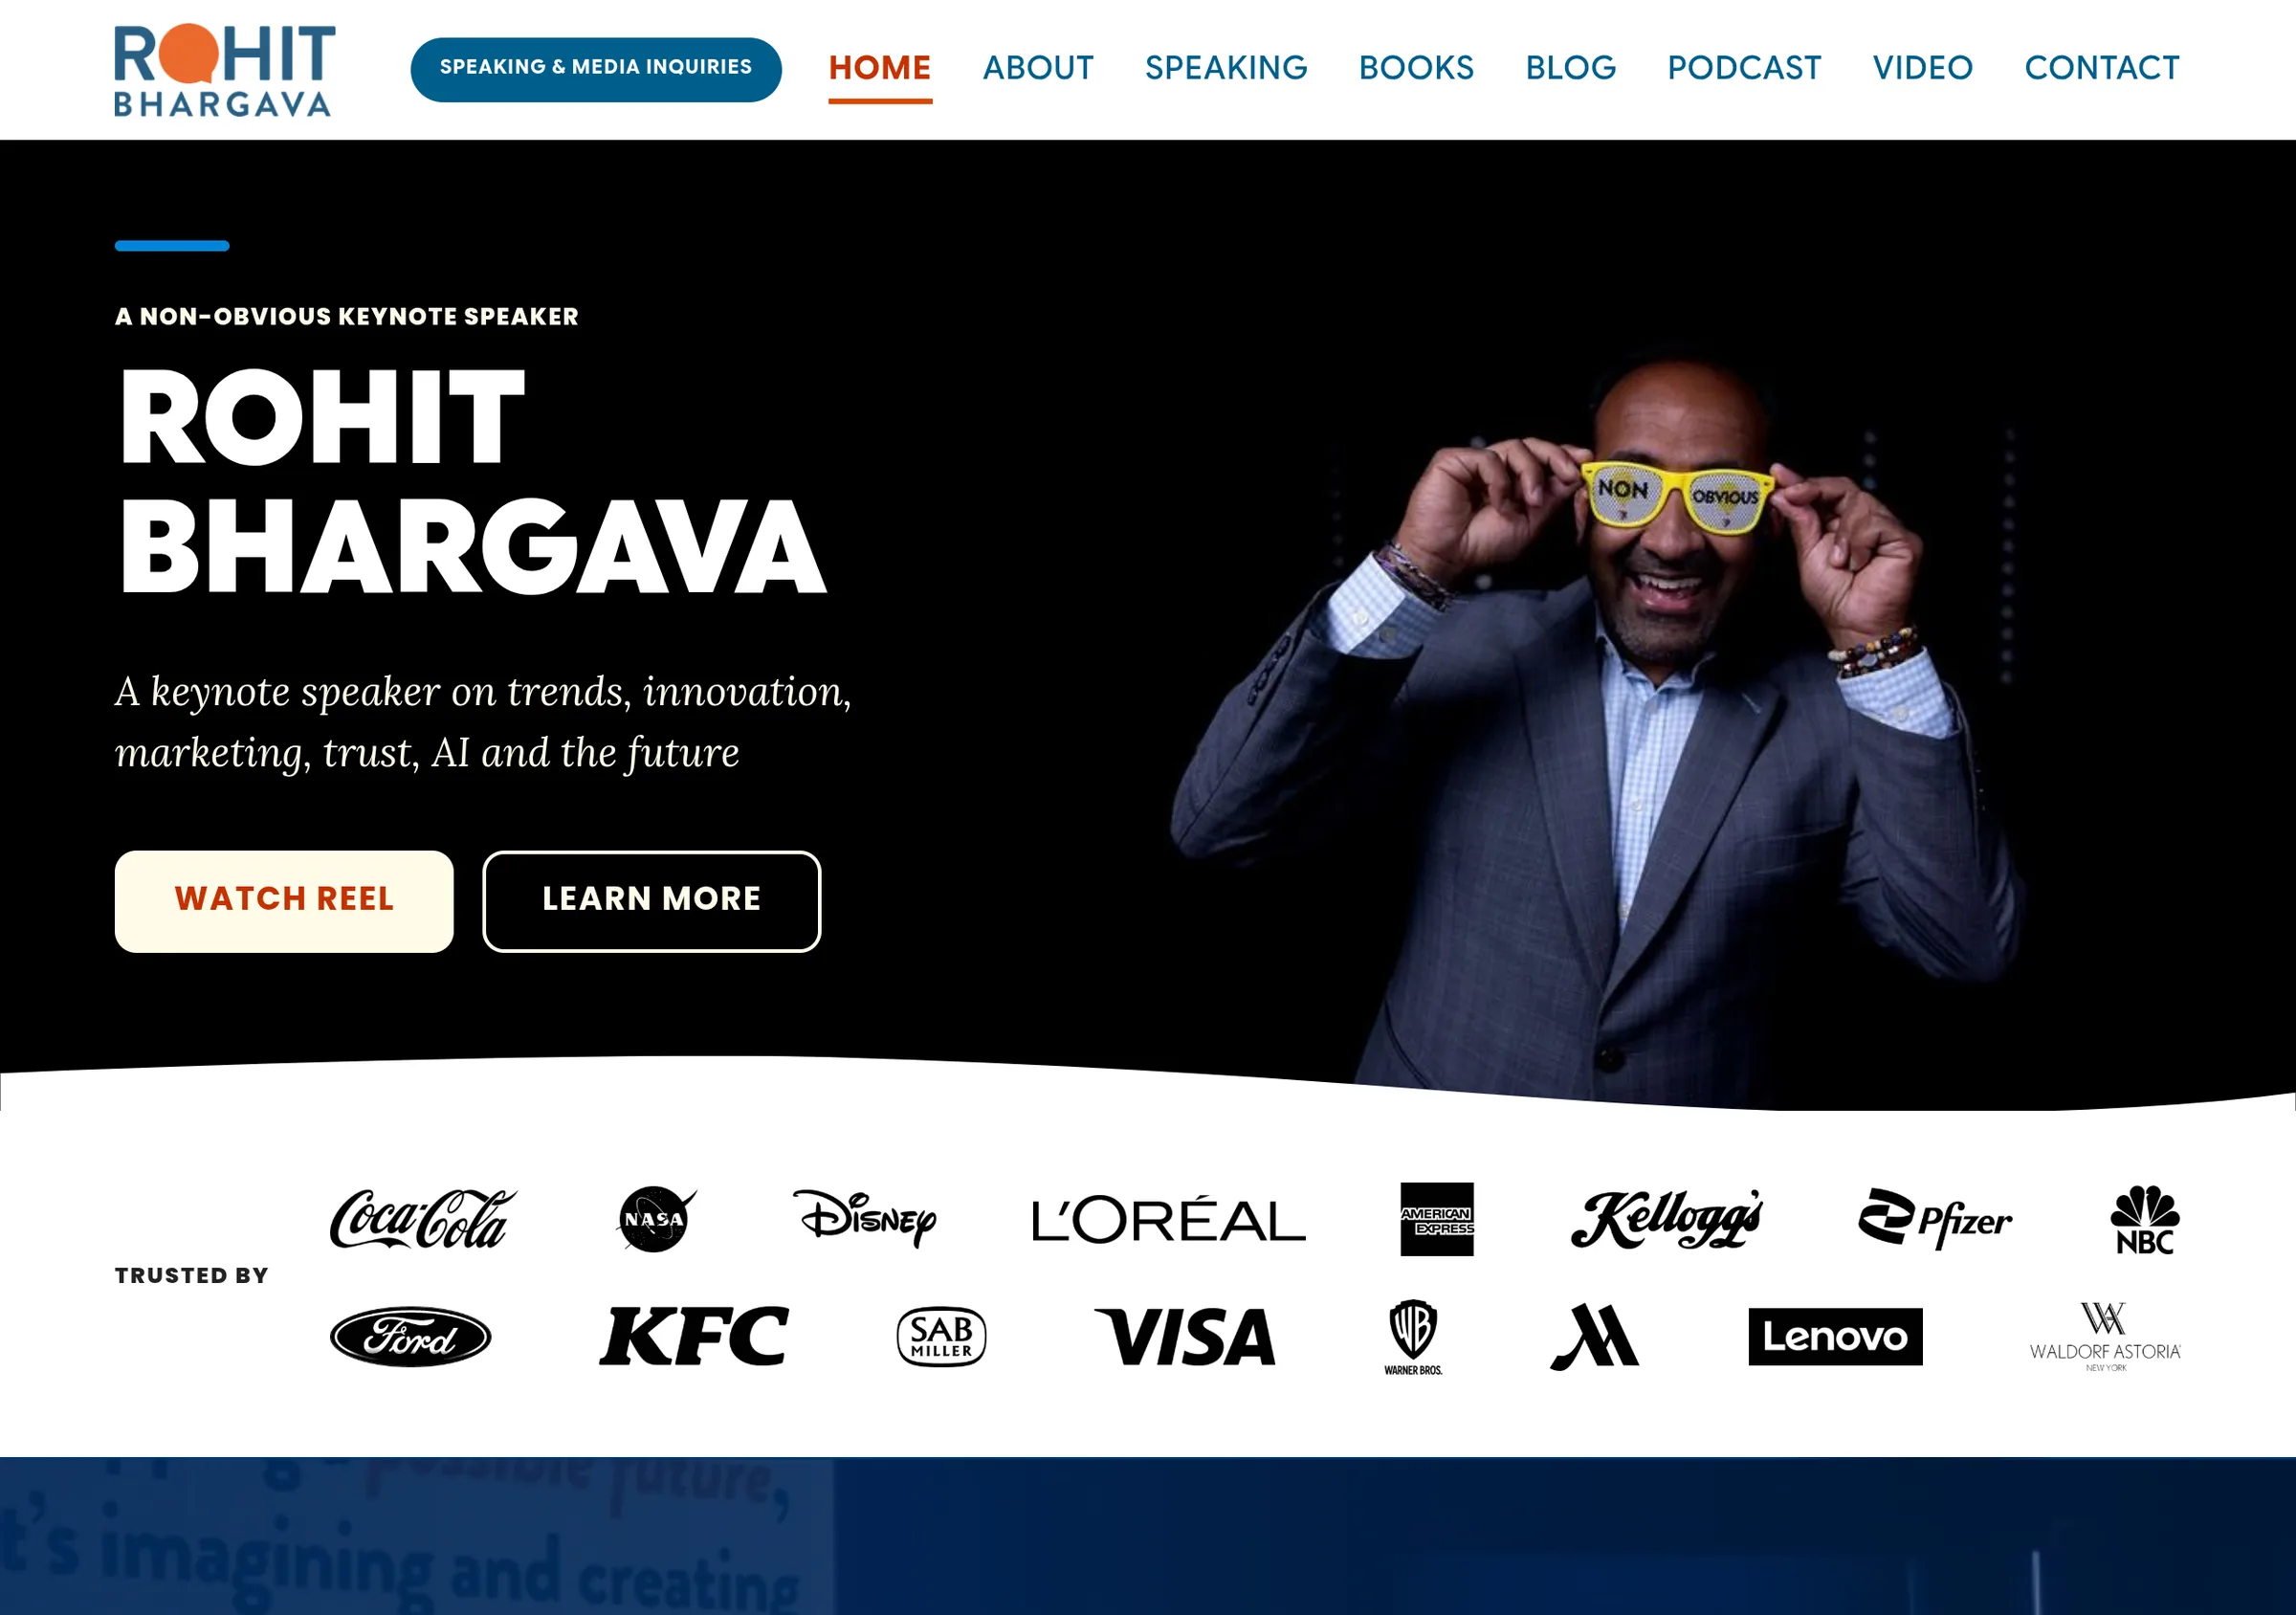 ROHIT
BHARGAVA
SPEAKING & MEDIA INQUIRIES
HOME
ABOUT
SPEAKING
BOOKS
BLOG
PODCAST
VIDEO
CONTACT
A NON-OBVIOUS KEYNOTE SPEAKER
ROHIT
BHARGAVA
A keynote speaker on trends, innovation,
marketing, trust, AI and the future
WATCH REEL
LEARN MORE
NON OBVIOUS
TRUSTED BY
Coca-Cola
NASA
Disney
L'ORÉAL
AMERICAN
EXPRESS
Kellogg's
Pfizer
NBC
Ford
KFC
SAB
MILLER
VISA
WB
WARNER BROS.
Lenovo
WALDORF ASTORIA
NEW YORK
possible future,
t's imagining and creating